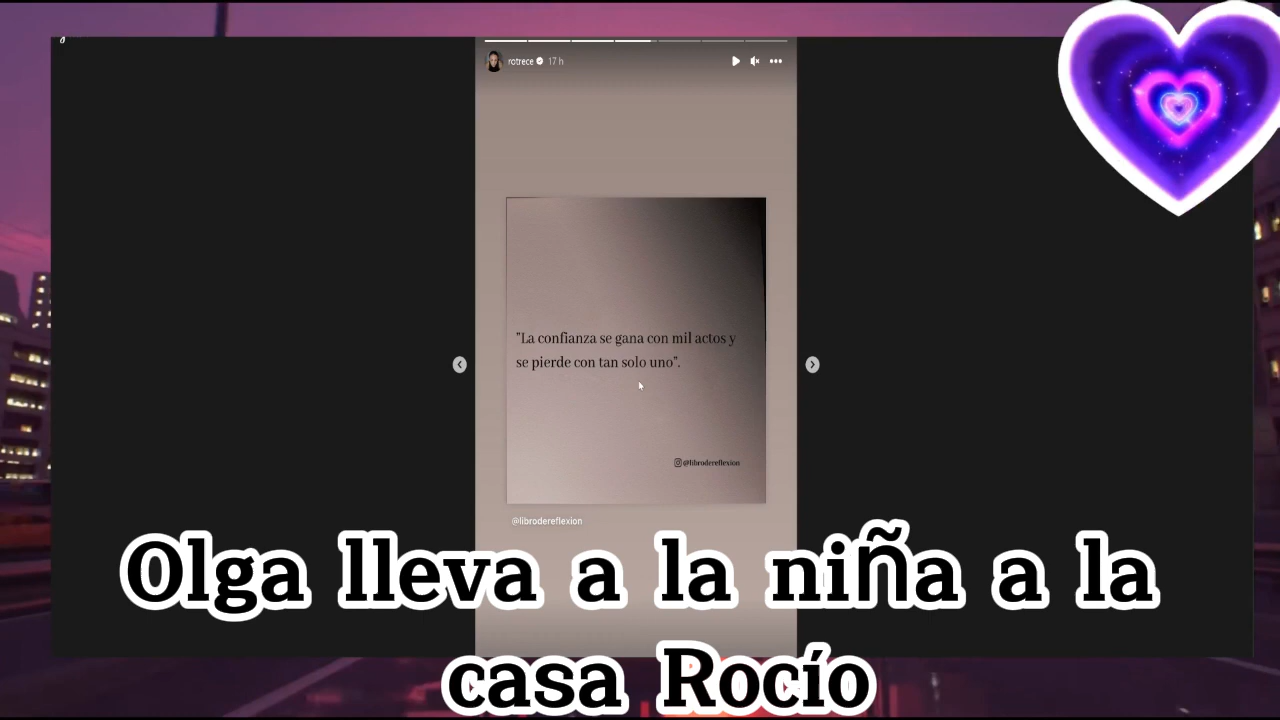 rotrece 17 h
"La confianza se gana con mil actos y
se pierde con tan solo uno".
@librodereflexion
@librodereflexion
Olga lleva a la niña a la
casa Rocío